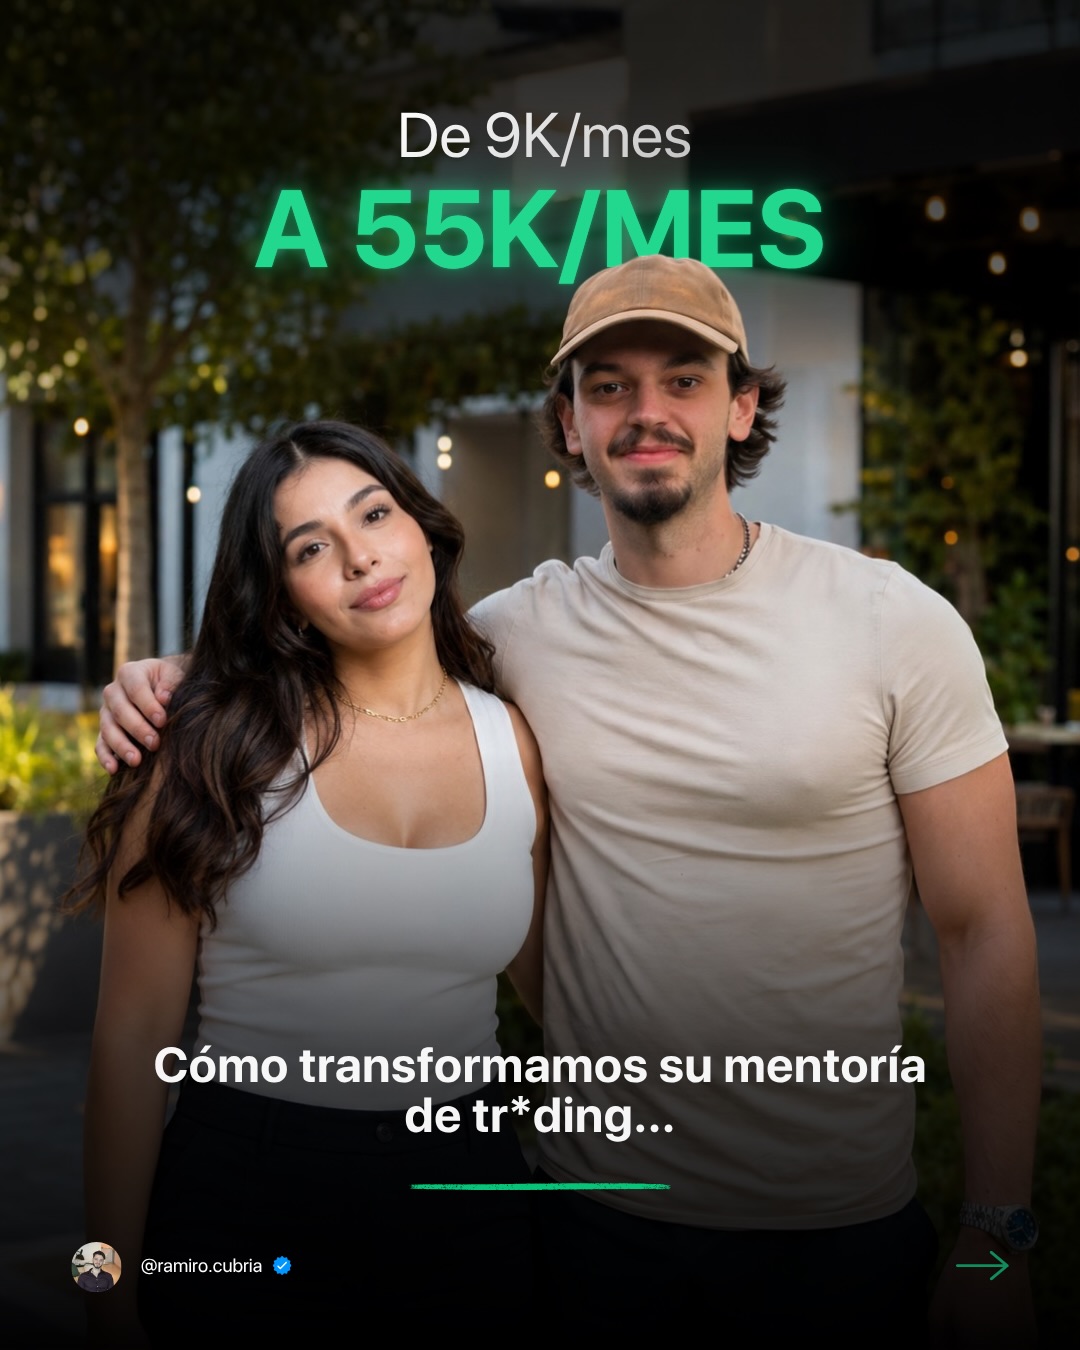 De 9K/mes
A 55K/MES
Cómo transformamos su mentoría
de tr*ding...
@ramiro.cubria